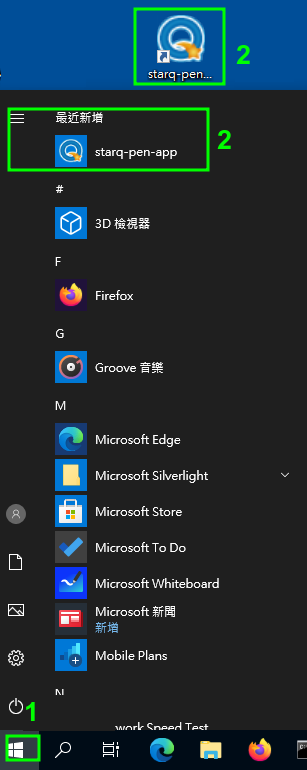 2
starq-pen...
最近新增
2
starq-pen-app
#
3D 檢視器
F
Firefox
G
Groove 音樂
M
Microsoft Edge
Microsoft Silverlight
Microsoft Store
Microsoft To Do
Microsoft Whiteboard
Microsoft 新聞
新增
Mobile Plans
N
work Speed Test
1